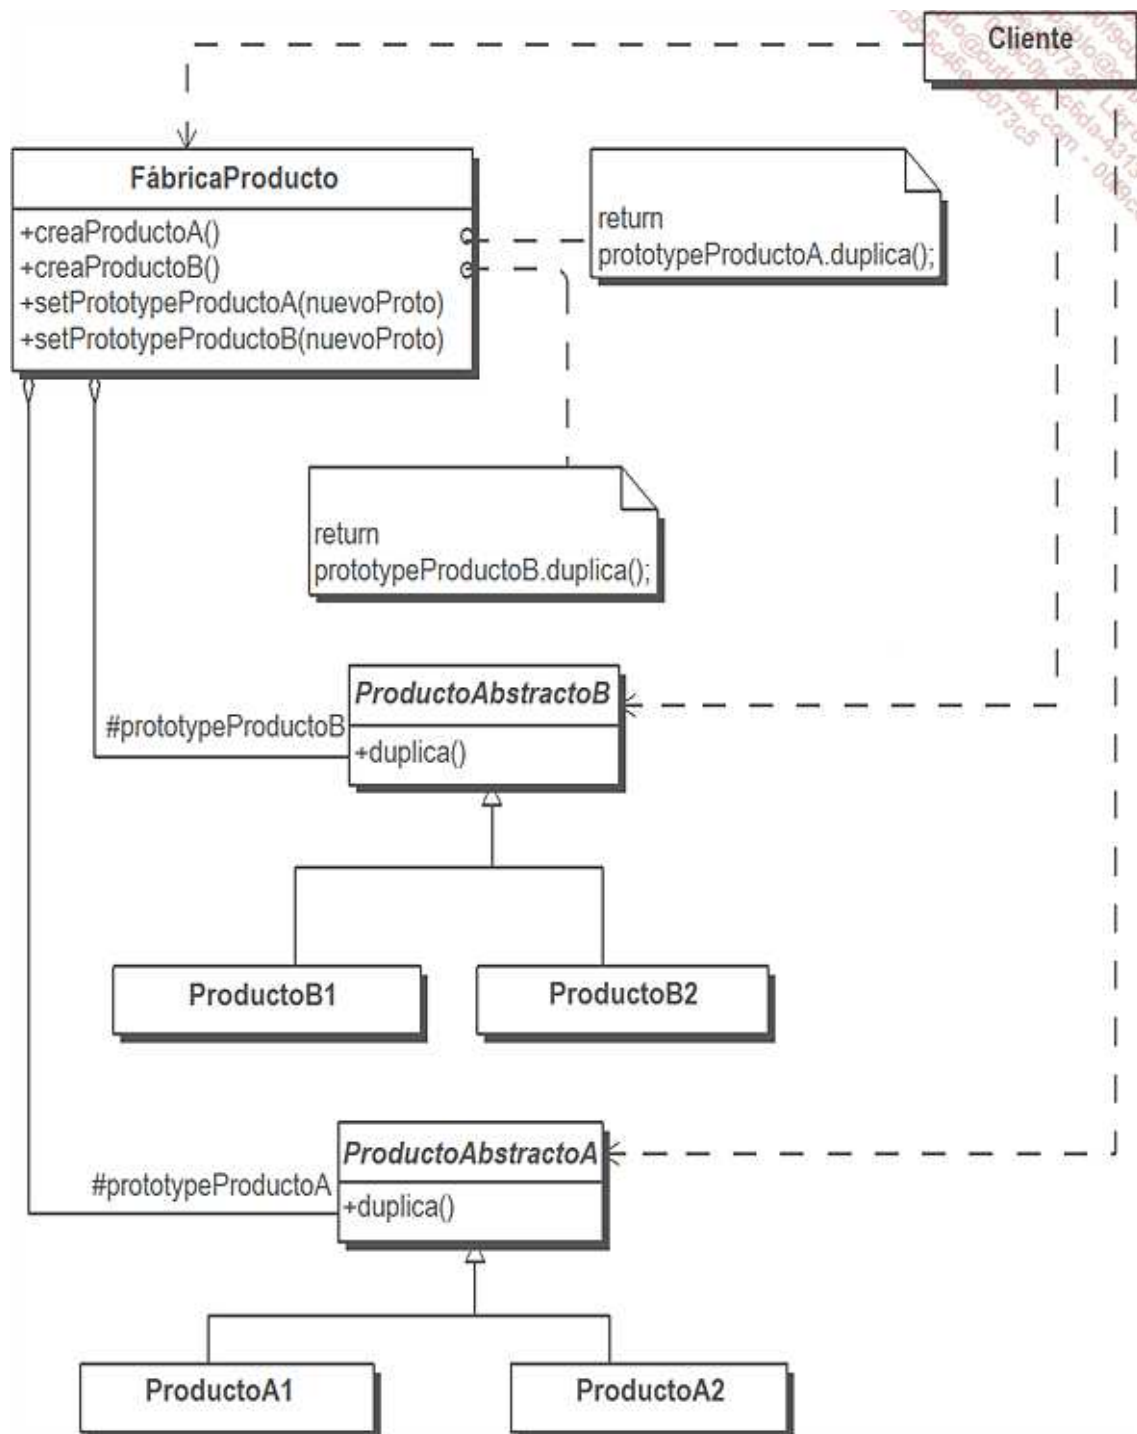 Cliente
FábricaProducto
+creaProductoA()
+creaProductoB()
+setPrototypeProductoA(nuevoProto)
+setPrototypeProductoB(nuevoProto)
return
prototypeProductoA.duplica();
return
prototypeProductoB.duplica();
ProductoAbstractoB
+duplica()
#prototypeProductoB
ProductoB1
ProductoB2
ProductoAbstractoA
+duplica()
#prototypeProductoA
ProductoA1
ProductoA2